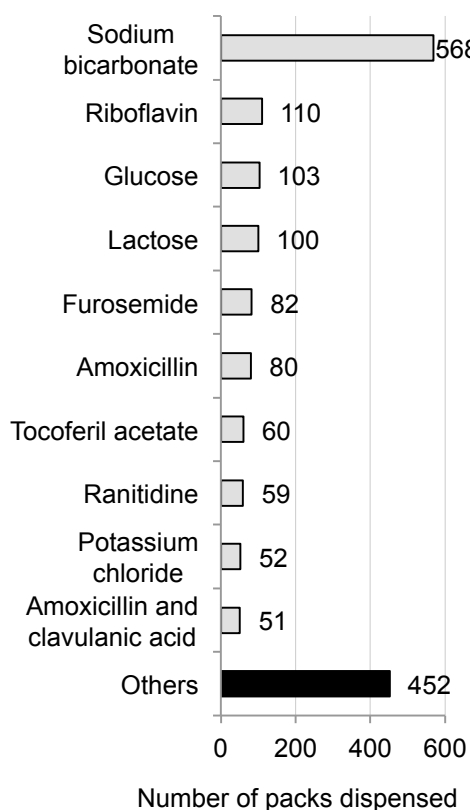 Sodium
bicarbonate 568
Riboflavin 110
Glucose 103
Lactose 100
Furosemide 82
Amoxicillin 80
Tocoferil acetate 60
Ranitidine 59
Potassium
chloride 52
Amoxicillin and
clavulanic acid 51
Others 452
0 200 400 600
Number of packs dispensed